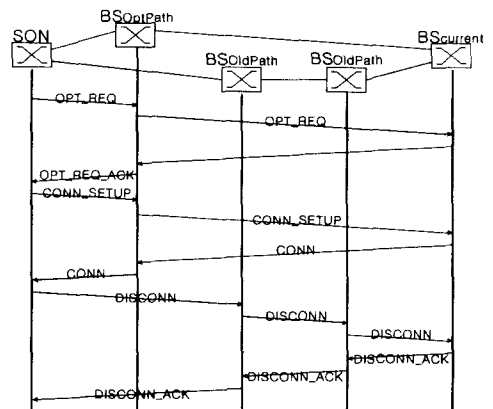 SON
BSOptPath
BSOldPath
BSOldPath
BScurrent
OPT_REQ
OPT_REQ
OPT_REQ_ACK
CONN_SETUP
CONN_SETUP
CONN
CONN
DISCONN
DISCONN
DISCONN
DISCONN_ACK
DISCONN_ACK
DISCONN_ACK